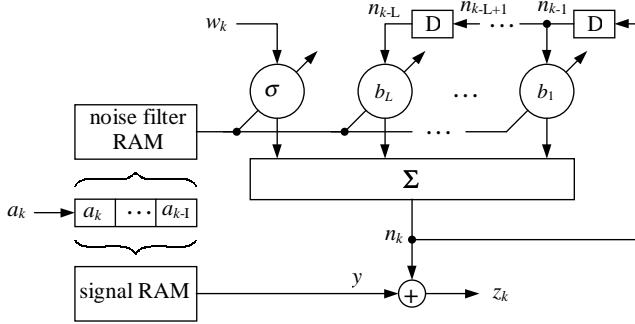 w_k
n_{k-L} D n_{k-L+1} ... n_{k-1} D
σ b_L ... b_1
noise filter
RAM
...
Σ
a_k a_k ... a_{k-I}
n_k
signal RAM y + z_k